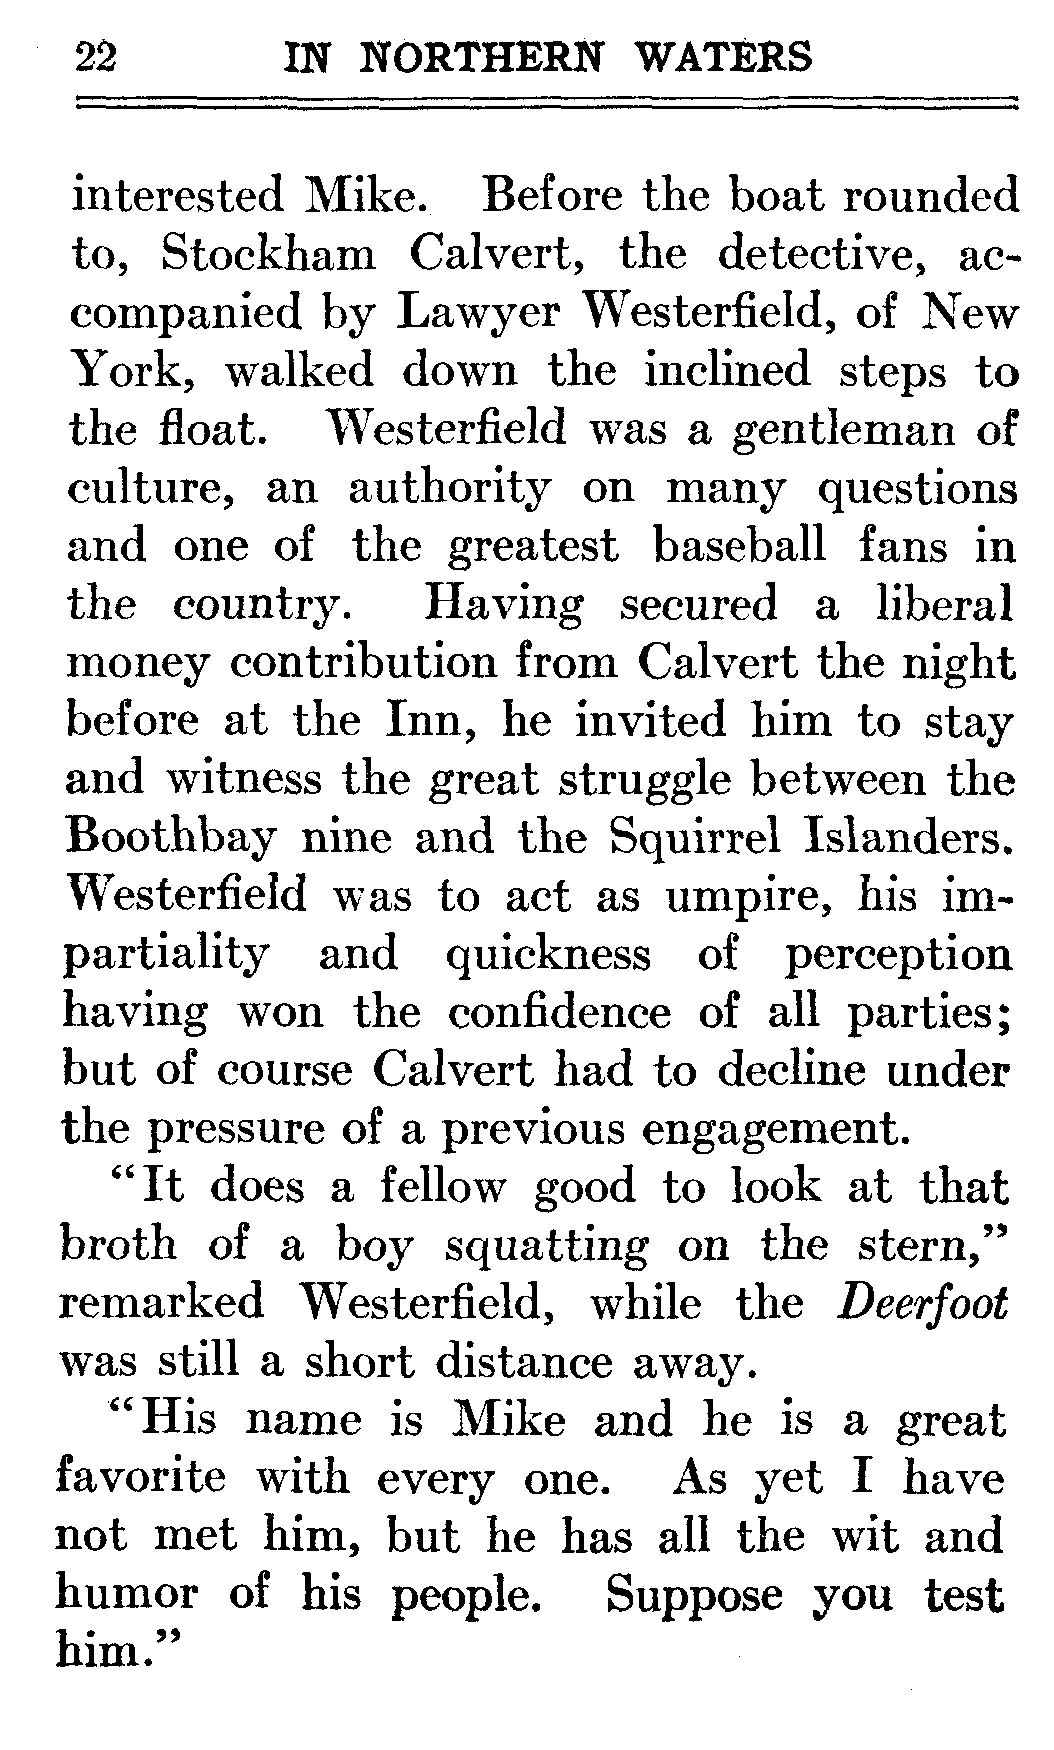 22 IN NORTHERN WATERS
interested Mike. Before the boat rounded
to, Stockham Calvert, the detective, ac-
companied by Lawyer Westerfield, of New
York, walked down the inclined steps to
the float. Westerfield was a gentleman of
culture, an authority on many questions
and one of the greatest baseball fans in
the country. Having secured a liberal
money contribution from Calvert the night
before at the Inn, he invited him to stay
and witness the great struggle between the
Boothbay nine and the Squirrel Islanders.
Westerfield was to act as umpire, his im-
partiality and quickness of perception
having won the confidence of all parties;
but of course Calvert had to decline under
the pressure of a previous engagement.
“It does a fellow good to look at that
broth of a boy squatting on the stern,”
remarked Westerfield, while the Deerfoot
was still a short distance away.
“His name is Mike and he is a great
favorite with every one. As yet I have
not met him, but he has all the wit and
humor of his people. Suppose you test
him.”